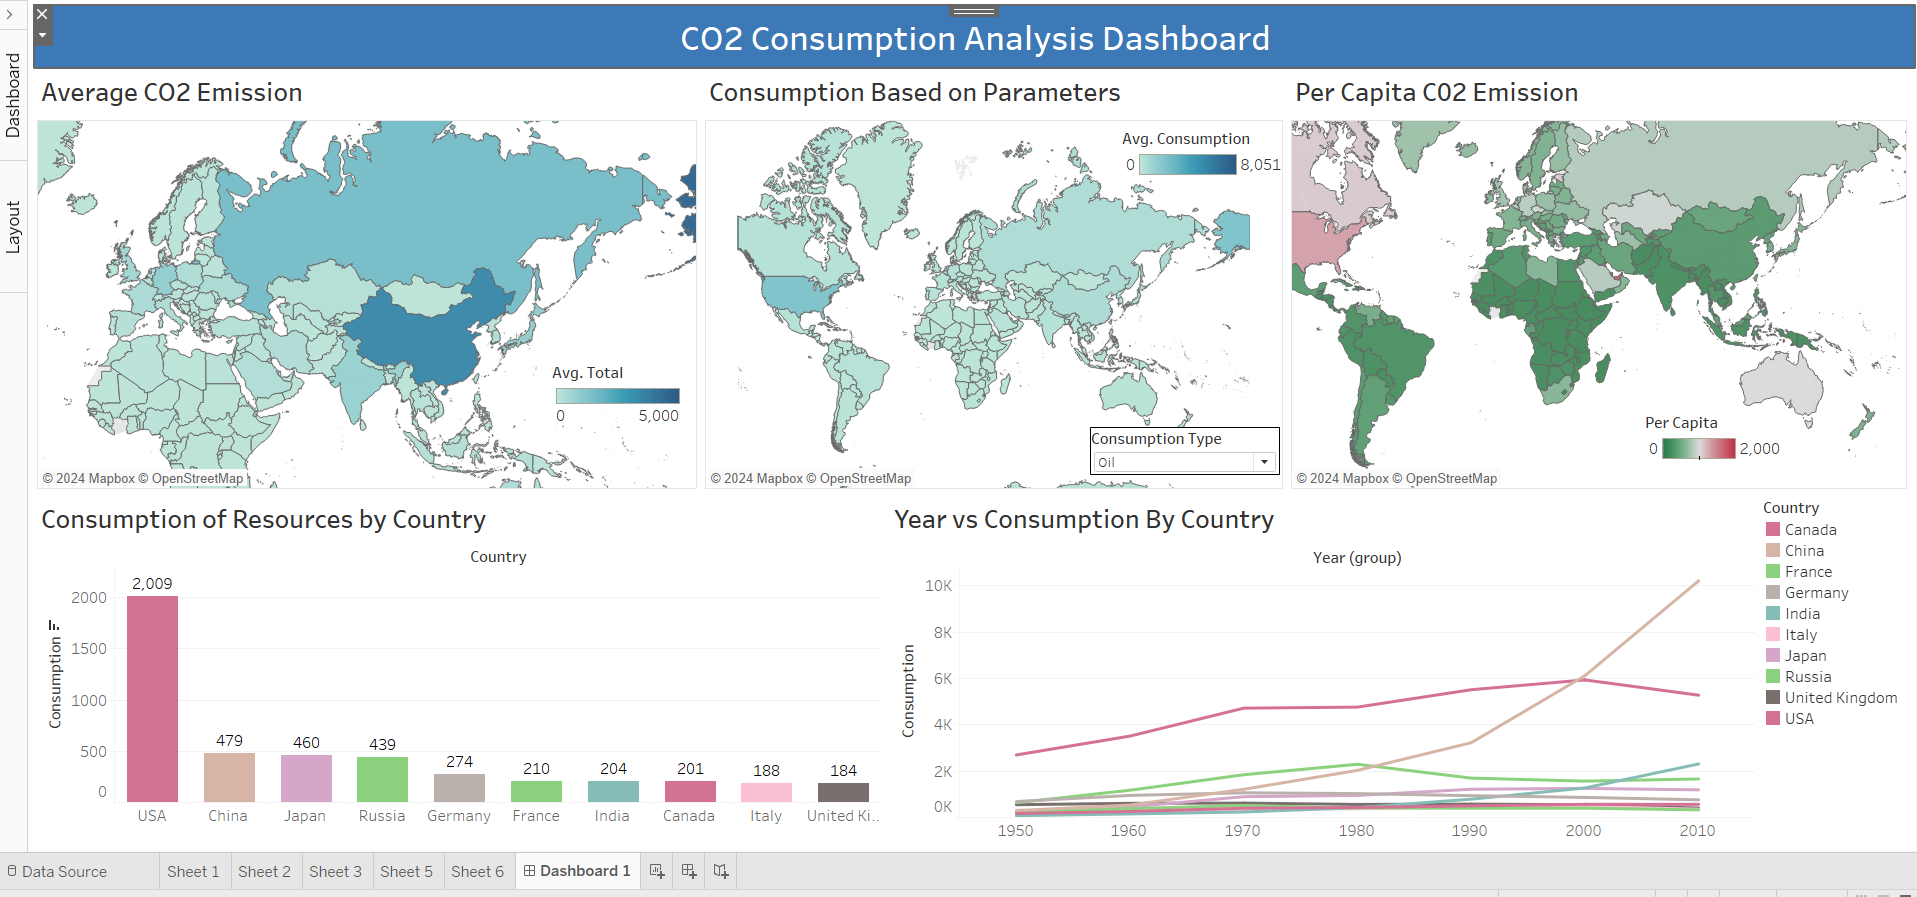 Dashboard
Layout
CO2 Consumption Analysis Dashboard
Average CO2 Emission
Avg. Total
0 5,000
© 2024 Mapbox © OpenStreetMap
Consumption Based on Parameters
Avg. Consumption
0 8,051
Consumption Type
Oil
© 2024 Mapbox © OpenStreetMap
Per Capita C02 Emission
Per Capita
0 2,000
© 2024 Mapbox © OpenStreetMap
Consumption of Resources by Country
Country
Consumption
2000
1500
1000
500
0
2,009
479
460
439
274
210
204
201
188
184
USA China Japan Russia Germany France India Canada Italy United Ki..
Year vs Consumption By Country
Year (group)
Consumption
10K
8K
6K
4K
2K
0K
1950 1960 1970 1980 1990 2000 2010
Country
Canada
China
France
Germany
India
Italy
Japan
Russia
United Kingdom
USA
Data Source Sheet 1 Sheet 2 Sheet 3 Sheet 5 Sheet 6 Dashboard 1